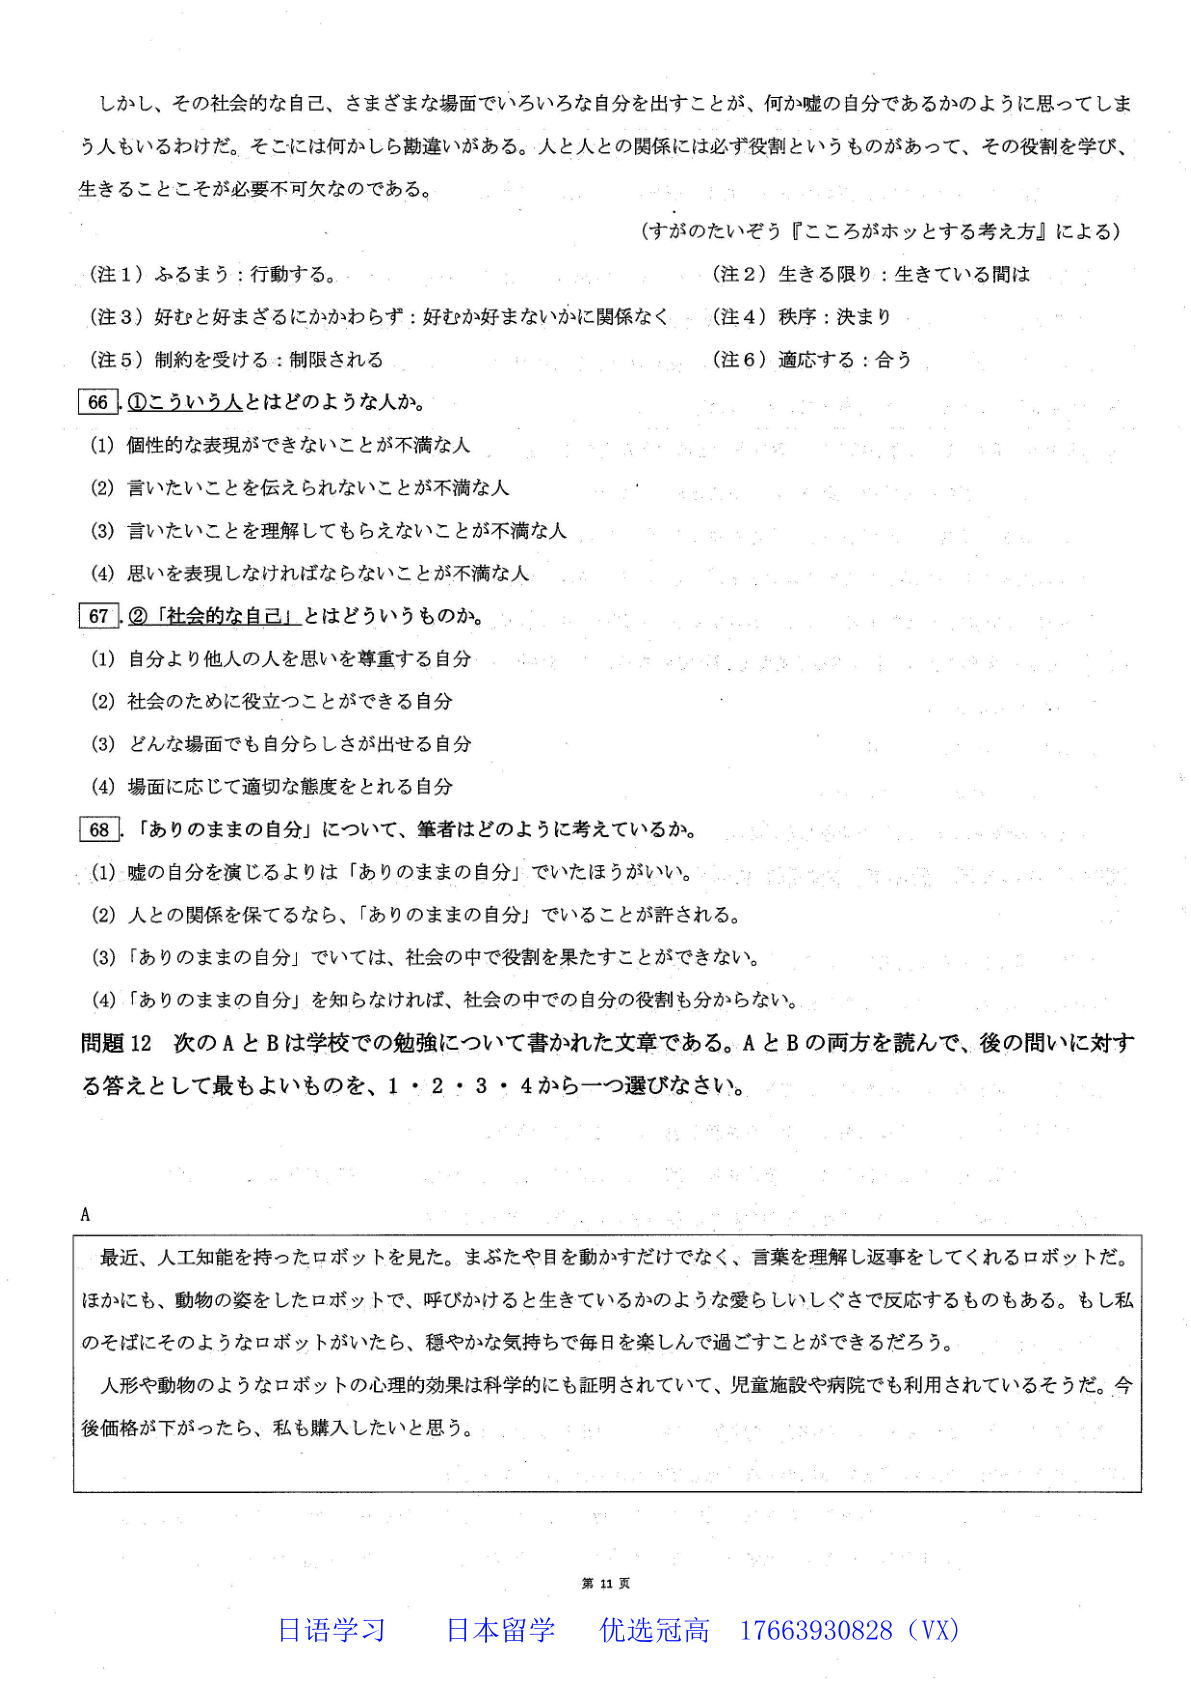 しかし、その社会的な自己、さまざまな場面でいろいろな自分を出すことが、何か嘘の自分であるかのように思ってしま
う人もいるわけだ。そこには何かしら勘違いがある。人と人との関係には必ず役割というものがあって、その役割を学び、
生きることこそが必要不可欠なのである。
（すがのたいぞう『こころがホッとする考え方』による）
（注１）ふるまう：行動する。 （注２）生きる限り：生きている間は
（注３）好むと好まざるにかかわらず：好むか好まないかに関係なく （注４）秩序：決まり
（注５）制約を受ける：制限される （注６）適応する：合う
66.①こういう人とはどのような人か。
(1) 個性的な表現ができないことが不満な人
(2) 言いたいことを伝えられないことが不満な人
(3) 言いたいことを理解してもらえないことが不満な人
(4) 思いを表現しなければならないことが不満な人
67.②「社会的な自己」とはどういうものか。
(1) 自分より他人の人を思いを尊重する自分
(2) 社会のために役立つことができる自分
(3) どんな場面でも自分らしさが出せる自分
(4) 場面に応じて適切な態度をとれる自分
68.「ありのままの自分」について、筆者はどのように考えているか。
(1) 嘘の自分を演じるよりは「ありのままの自分」でいたほうがいい。
(2) 人との関係を保てるなら、「ありのままの自分」でいることが許される。
(3)「ありのままの自分」でいては、社会の中で役割を果たすことができない。
(4)「ありのままの自分」を知らなければ、社会の中での自分の役割も分からない。
問題 12　次の A と B は学校での勉強について書かれた文章である。A と B の両方を読んで、後の問いに対す
る答えとして最もよいものを、1・2・3・4から一つ選びなさい。
A
最近、人工知能を持ったロボットを見た。まぶたや目を動かすだけでなく、言葉を理解し返事をしてくれるロボットだ。
ほかにも、動物の姿をしたロボットで、呼びかけると生きているかのような愛らしいしぐさで反応するものもある。もし私
のそばにそのようなロボットがいたら、穏やかな気持ちで毎日を楽しんで過ごすことができるだろう。
人形や動物のようなロボットの心理的効果は科学的にも証明されていて、児童施設や病院でも利用されているそうだ。今
後価格が下がったら、私も購入したいと思う。
第 11 页
日语学习　日本留学　优选冠高　17663930828（VX）